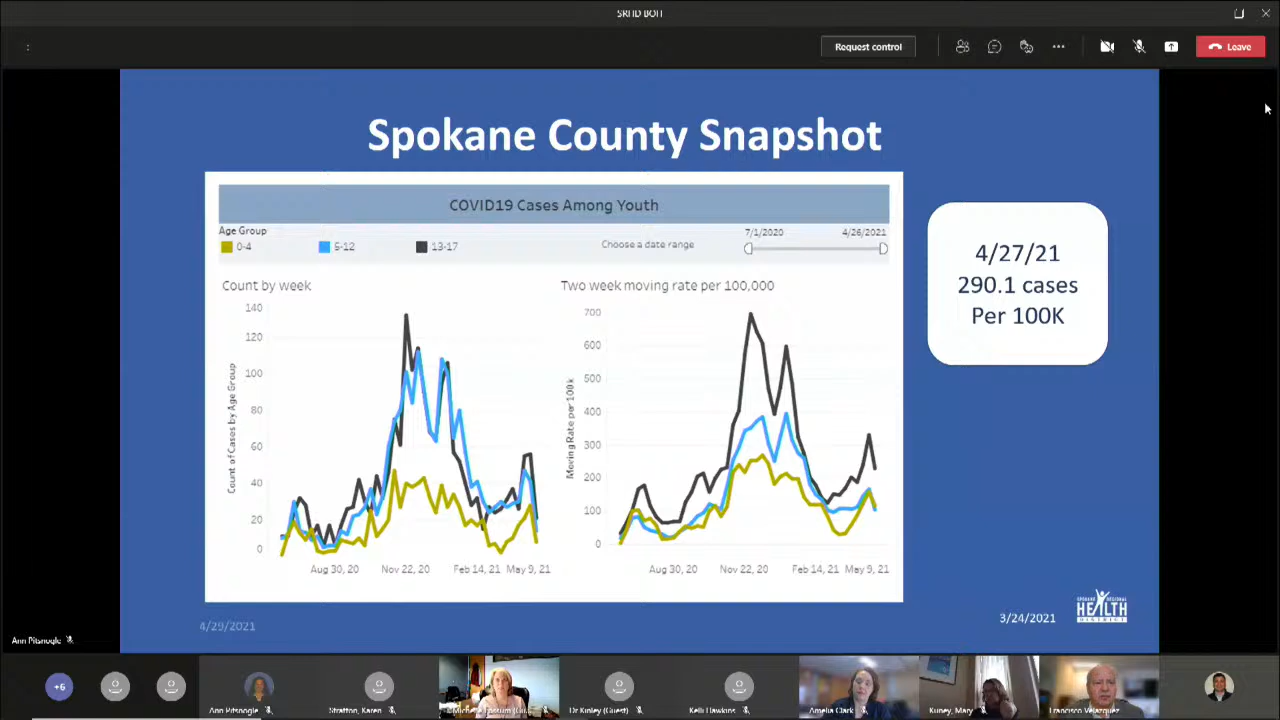 SRHD BOH
Request control
Leave
Spokane County Snapshot
COVID19 Cases Among Youth
Age Group
0-4
5-12
13-17
Choose a date range
7/1/2020
4/26/2021
Count by week
Count of Cases by Age Group
140
120
100
80
60
40
20
0
Aug 30, 20
Nov 22, 20
Feb 14, 21
May 9, 21
Two week moving rate per 100,000
Moving Rate per 100k
700
600
500
400
300
200
100
0
Aug 30, 20
Nov 22, 20
Feb 14, 21
May 9, 21
4/27/21
290.1 cases
Per 100K
4/29/2021
3/24/2021
SPOKANE REGIONAL
HEALTH
DISTRICT
Ann Pitsnogle
+6
Ann Pitsnogle
Stratton, Karen
Michelle Fossum (Gu...
Dr Kinley (Guest)
Kelli Hawkins
Amelia Clark
Kuney, Mary
Francisco Velazquez